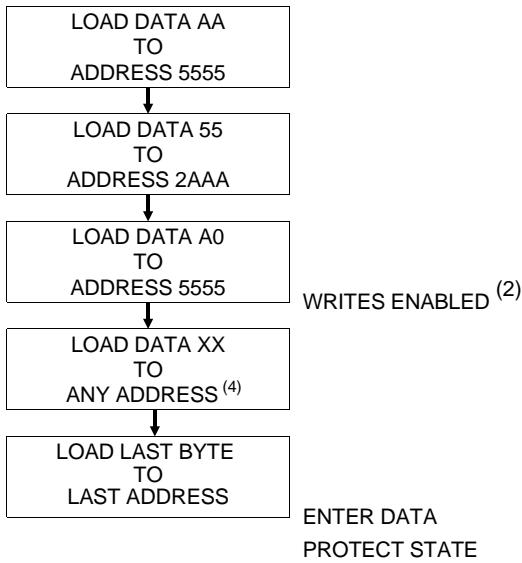 LOAD DATA AA
TO
ADDRESS 5555
LOAD DATA 55
TO
ADDRESS 2AAA
LOAD DATA A0
TO
ADDRESS 5555
WRITES ENABLED (2)
LOAD DATA XX
TO
ANY ADDRESS (4)
LOAD LAST BYTE
TO
LAST ADDRESS
ENTER DATA
PROTECT STATE